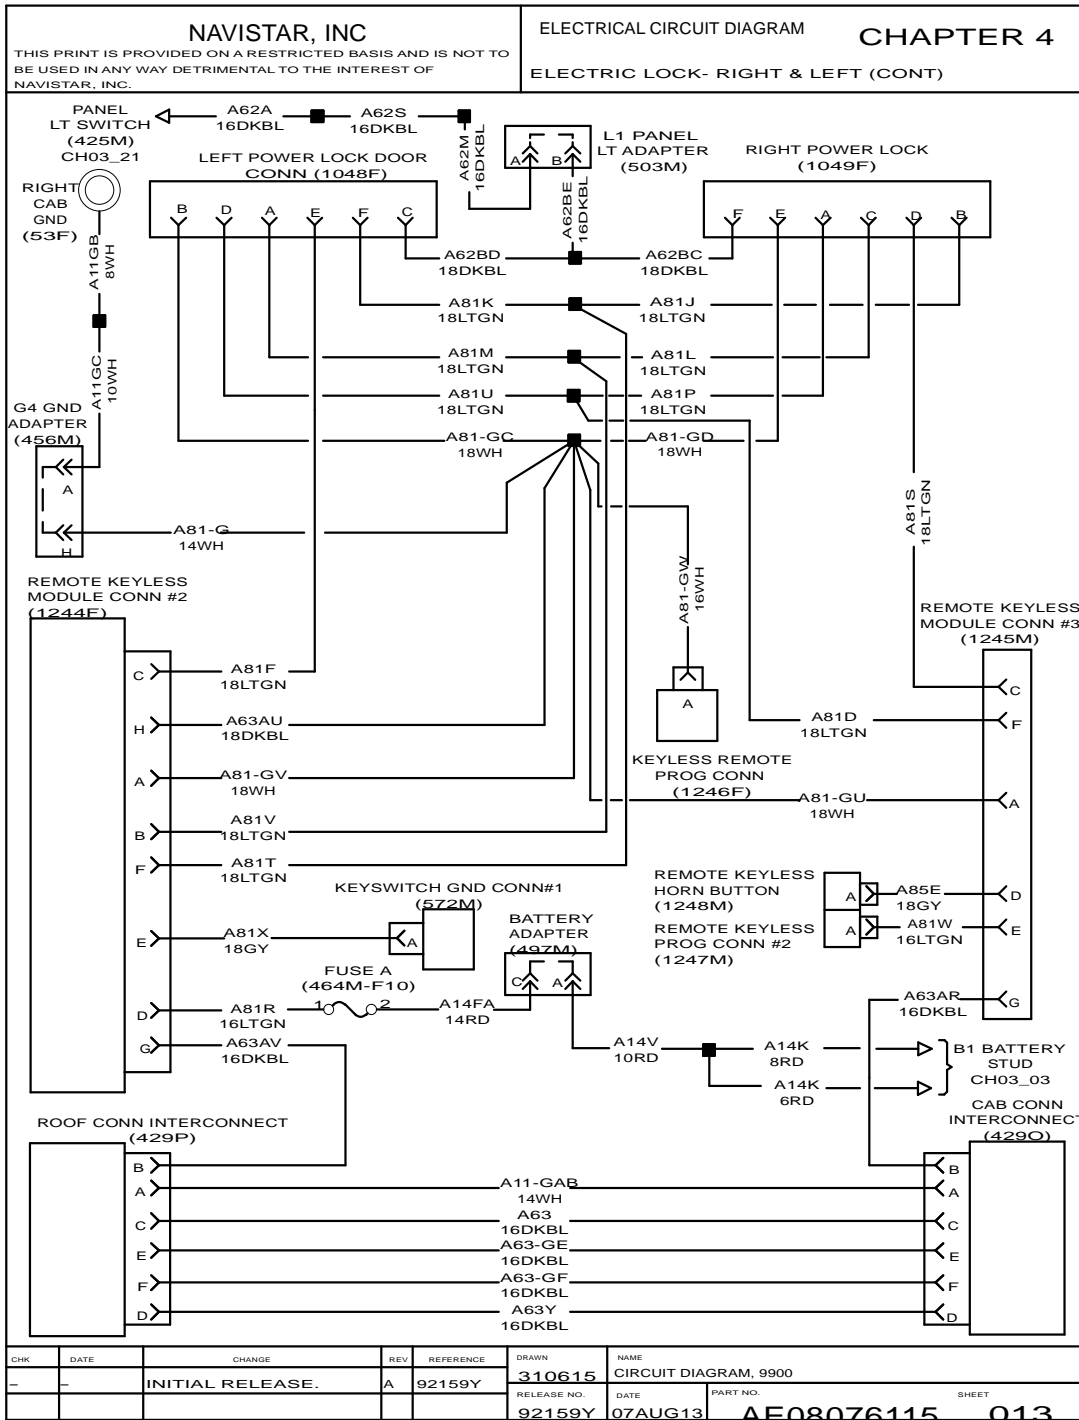 NAVISTAR, INC
THIS PRINT IS PROVIDED ON A RESTRICTED BASIS AND IS NOT TO
BE USED IN ANY WAY DETRIMENTAL TO THE INTEREST OF
NAVISTAR, INC.
ELECTRICAL CIRCUIT DIAGRAM
CHAPTER 4
ELECTRIC LOCK- RIGHT & LEFT (CONT)
PANEL
LT SWITCH
(425M)
CH03_21
A62A
16DKBL
A62S
16DKBL
A62M
16DKBL
A B
L1 PANEL
LT ADAPTER
(503M)
A62BE
16DKBL
LEFT POWER LOCK DOOR
CONN (1048F)
B D A E F C
RIGHT POWER LOCK
(1049F)
F E A C D B
RIGHT
CAB
GND
(53F)
A11GB
8WH
A11GC
10WH
A62BD
18DKBL
A62BC
18DKBL
A81K
18LTGN
A81J
18LTGN
A81M
18LTGN
A81L
18LTGN
A81U
18LTGN
A81P
18LTGN
A81-GC
18WH
A81-GD
18WH
G4 GND
ADAPTER
(456M)
A
H
A81-G
14WH
A81S
18LTGN
A81-GW
16WH
REMOTE KEYLESS
MODULE CONN #2
(1244F)
C
A81F
18LTGN
H
A63AU
18DKBL
A
A81-GV
18WH
B
A81V
18LTGN
F
A81T
18LTGN
E
A81X
18GY
D
A81R
16LTGN
G
A63AV
16DKBL
A
KEYLESS REMOTE
PROG CONN
(1246F)
REMOTE KEYLESS
MODULE CONN #3
(1245M)
C
A81D
18LTGN
F
A81-GU
18WH
A
REMOTE KEYLESS
HORN BUTTON
(1248M)
A
A85E
18GY
D
REMOTE KEYLESS
PROG CONN #2
(1247M)
A
A81W
16LTGN
E
A63AR
16DKBL
G
KEYSWITCH GND CONN#1
(572M)
A
FUSE A
(464M-F10)
1 2
A14FA
14RD
BATTERY
ADAPTER
(497M)
C A
A14V
10RD
A14K
8RD
A14K
6RD
B1 BATTERY
STUD
CH03_03
ROOF CONN INTERCONNECT
(429P)
CAB CONN
INTERCONNECT
(429O)
B B
A A11-GAB A
14WH
C A63 C
16DKBL
E A63-GE E
16DKBL
F A63-GF F
16DKBL
D A63Y D
16DKBL
CHK DATE CHANGE REV REFERENCE
– – INITIAL RELEASE. A 92159Y
DRAWN
310615
NAME
CIRCUIT DIAGRAM, 9900
RELEASE NO.
92159Y
DATE
07AUG13
PART NO.
AE08076115
SHEET
013